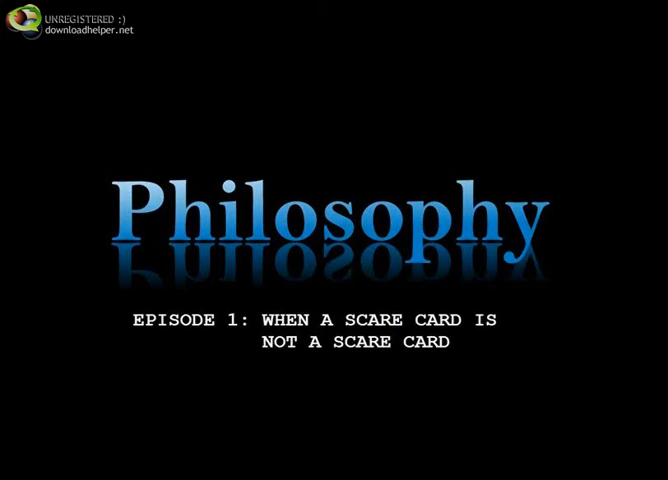 UNREGISTERED :)
downloadhelper.net
Philosophy
EPISODE 1: WHEN A SCARE CARD IS
NOT A SCARE CARD